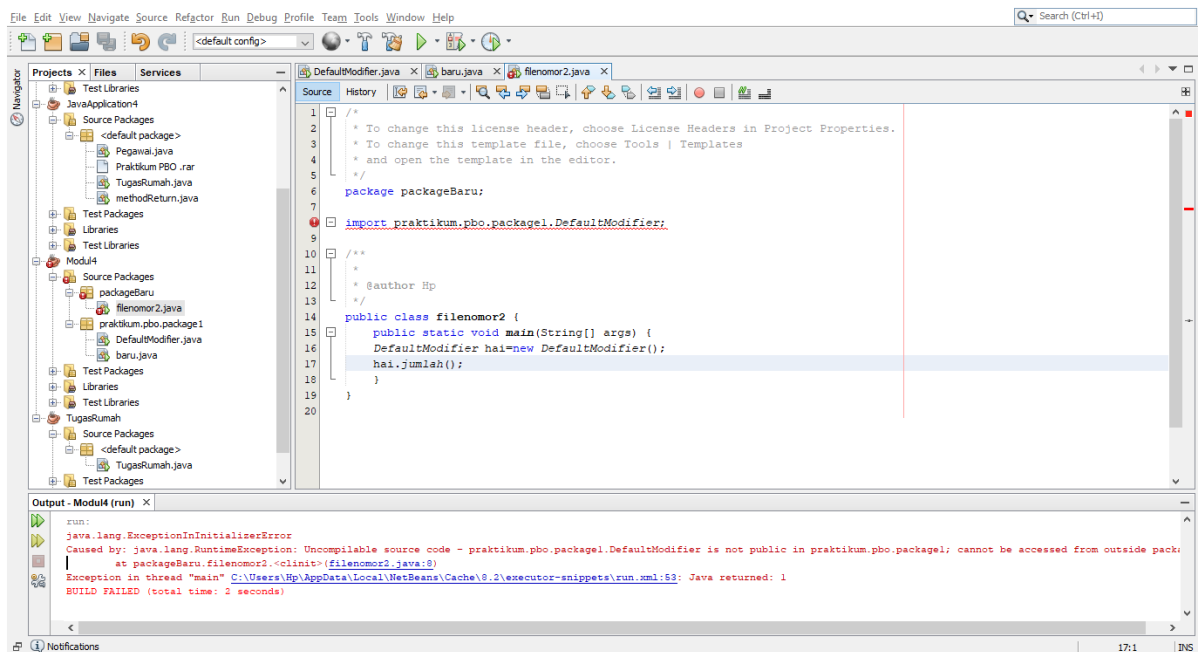 File Edit View Navigate Source Refactor Run Debug Profile Team Tools Window Help
Search (Ctrl+I)
<default config>
Navigator
Projects Files Services
Test Libraries
JavaApplication4
Source Packages
<default package>
Pegawai.java
Praktikum PBO .rar
TugasRumah.java
methodReturn.java
Test Packages
Libraries
Test Libraries
Modul4
Source Packages
packageBaru
filenomor2.java
praktikum.pbo.package1
DefaultModifier.java
baru.java
Test Packages
Libraries
Test Libraries
TugasRumah
Source Packages
<default package>
TugasRumah.java
Test Packages
DefaultModifier.java baru.java filenomor2.java
Source History
1 /*
2 * To change this license header, choose License Headers in Project Properties.
3 * To change this template file, choose Tools | Templates
4 * and open the template in the editor.
5 */
6 package packageBaru;
7
import praktikum.pbo.package1.DefaultModifier;
9
10 /**
11 *
12 * @author Hp
13 */
14 public class filenomor2 {
15 public static void main(String[] args) {
16 DefaultModifier hai=new DefaultModifier();
17 hai.jumlah();
18 }
19 }
20
Output - Modul4 (run)
run:
java.lang.ExceptionInInitializerError
Caused by: java.lang.RuntimeException: Uncompilable source code - praktikum.pbo.package1.DefaultModifier is not public in praktikum.pbo.package1; cannot be accessed from outside packa
at packageBaru.filenomor2.<clinit>(filenomor2.java:8)
Exception in thread "main" C:\Users\Hp\AppData\Local\NetBeans\Cache\8.2\executor-snippets\run.xml:53: Java returned: 1
BUILD FAILED (total time: 2 seconds)
Notifications
17:1 INS